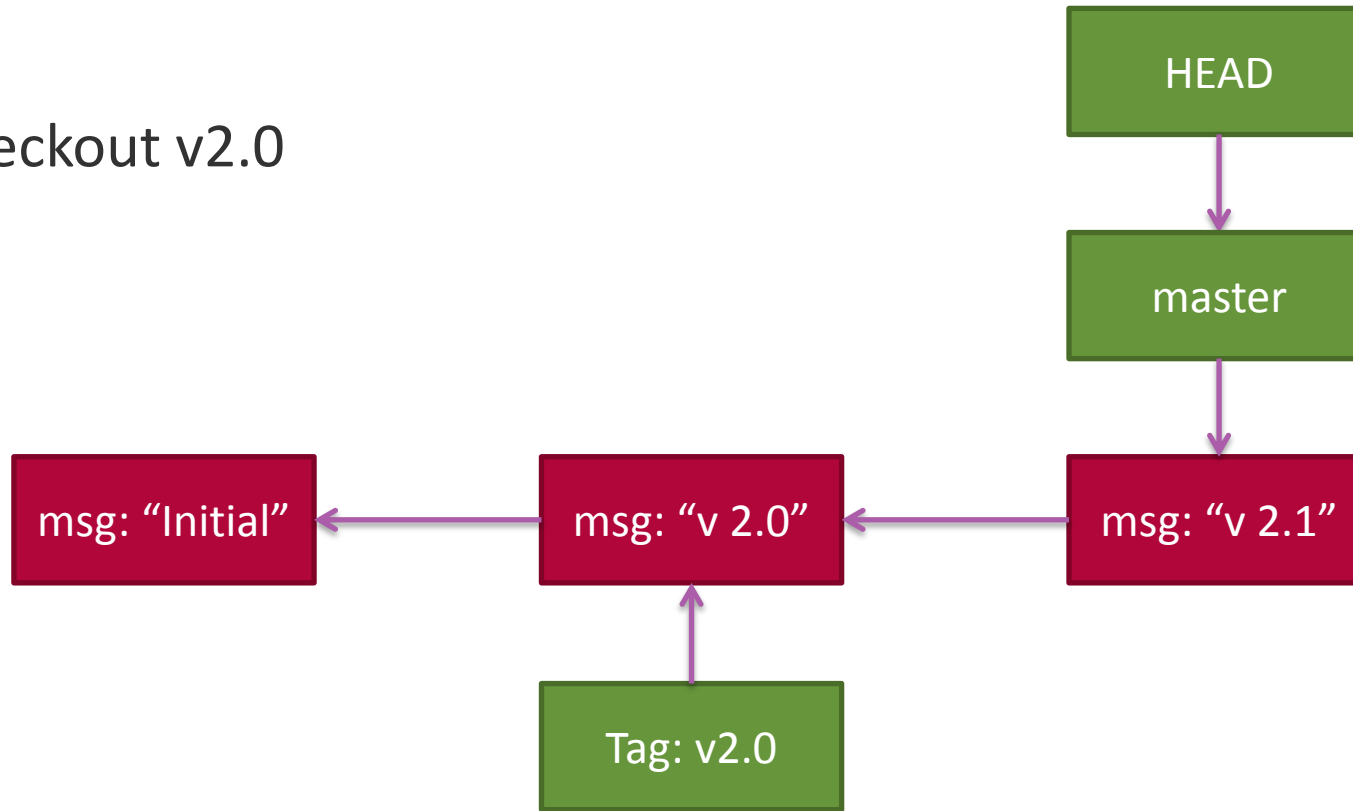 HEAD
eckout v2.0
master
msg: “Initial”
msg: “v 2.0”
msg: “v 2.1”
Tag: v2.0